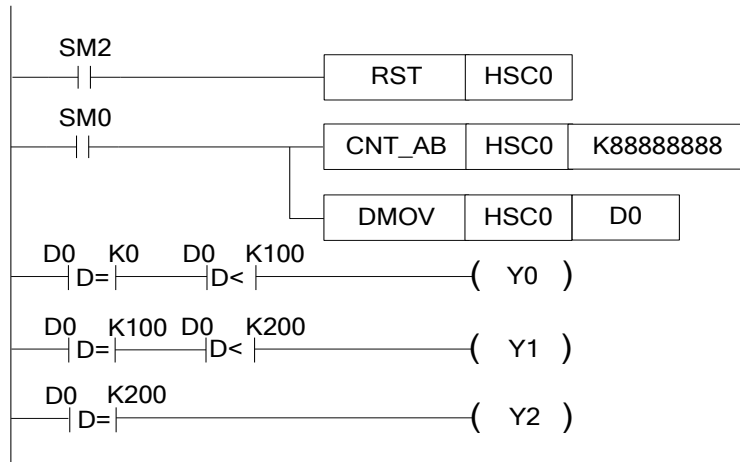 SM2
RST HSC0
SM0
CNT_AB HSC0 K88888888
DMOV HSC0 D0
D0 D= K0 D0 D< K100 ( Y0 )
D0 D= K100 D0 D< K200 ( Y1 )
D0 D= K200 ( Y2 )